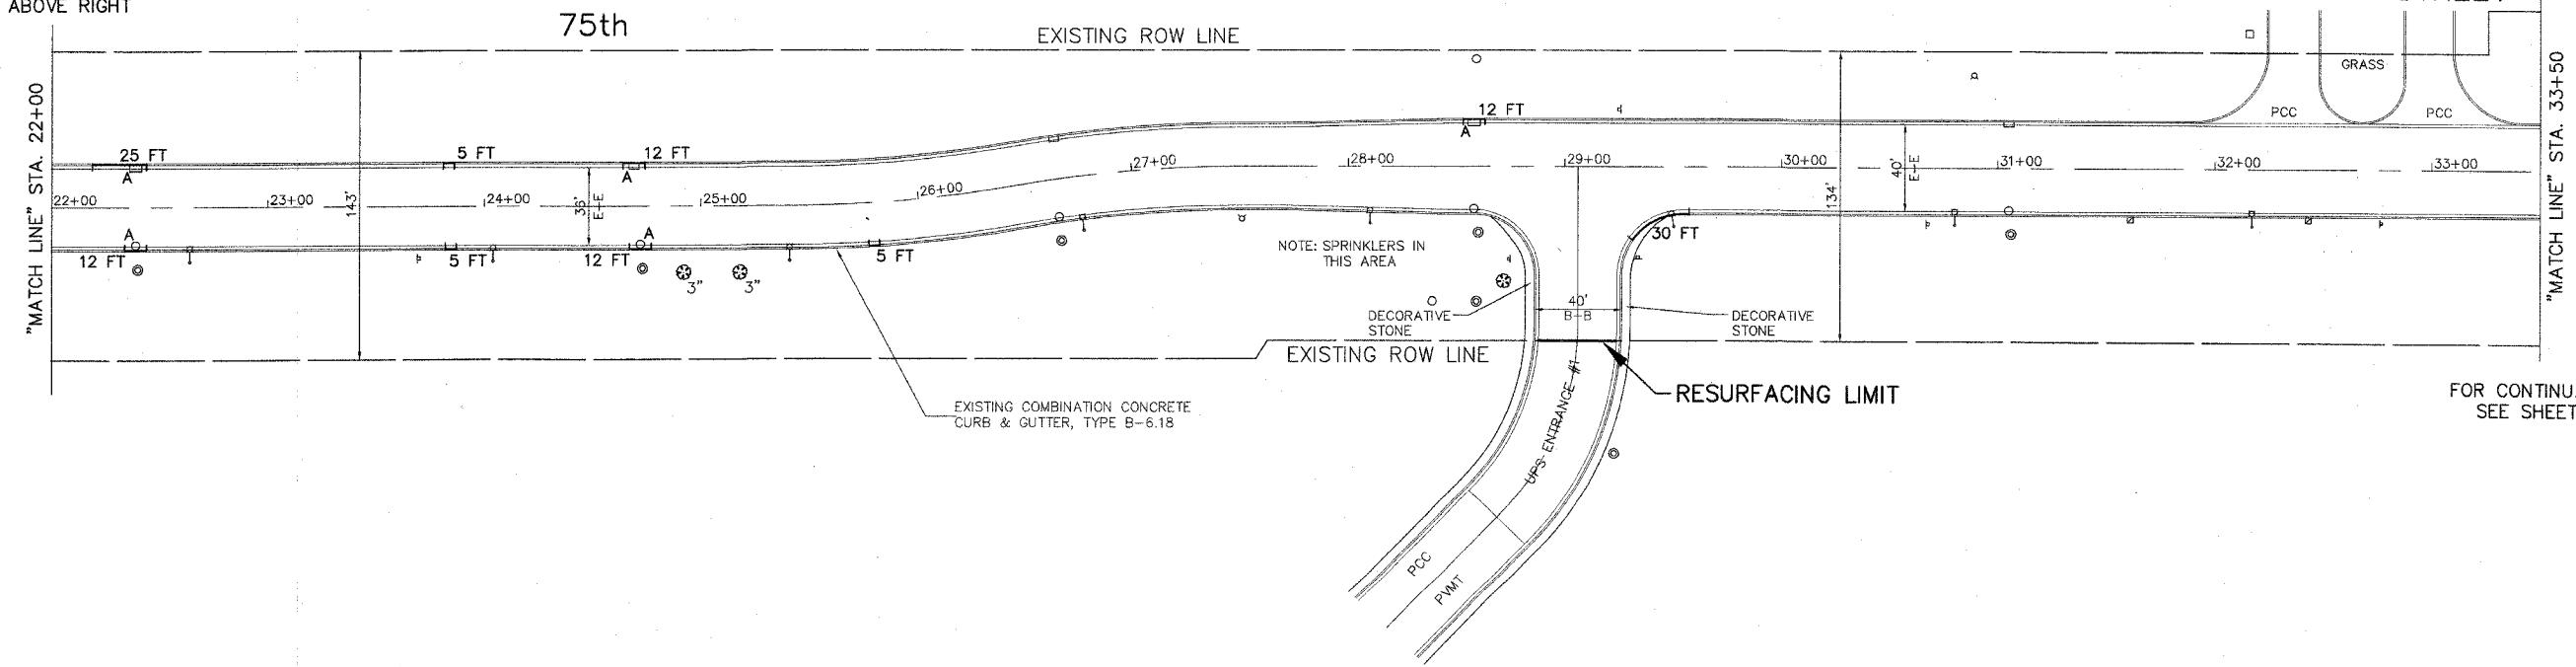 ABOVE RIGHT
75th
EXISTING ROW LINE
"MATCH LINE" STA. 22+00
"MATCH LINE" STA. 33+50
GRASS
PCC
PCC
12 FT
A
25 FT
A
5 FT
12 FT
A
22+00
23+00
24+00
25+00
26+00
27+00
28+00
29+00
30+00
31+00
32+00
33+00
143'
36'
E-E
134'
40'
E-E
A
12 FT
5 FT
A
12 FT
3"
3"
5 FT
NOTE: SPRINKLERS IN
THIS AREA
30 FT
40'
B-B
DECORATIVE
STONE
DECORATIVE
STONE
EXISTING ROW LINE
RESURFACING LIMIT
UPS ENTRANCE #1
EXISTING COMBINATION CONCRETE
CURB & GUTTER, TYPE B-6.18
FOR CONTINU
SEE SHEET
PCC
PVMT